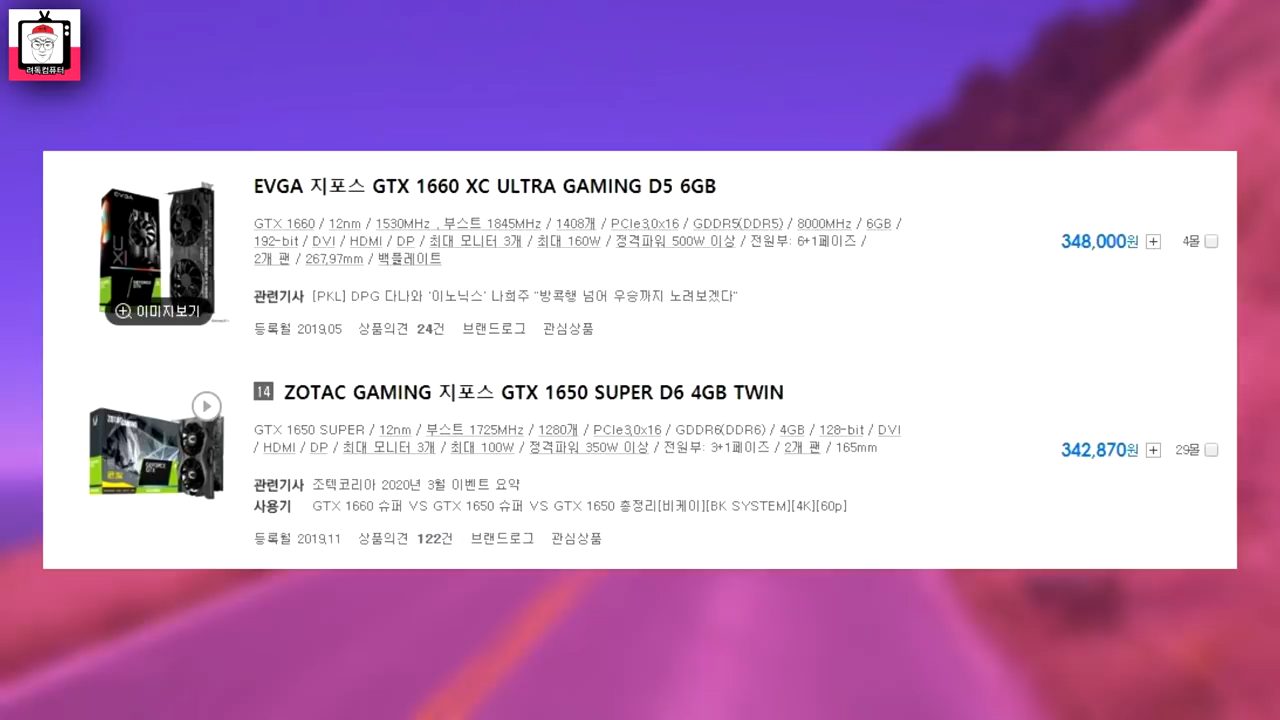 려독컴퓨터
EVGA 지포스 GTX 1660 XC ULTRA GAMING D5 6GB
GTX 1660 / 12nm / 1530MHz , 부스트 1845MHz / 1408개 / PCIe3.0x16 / GDDR5(DDR5) / 8000MHz / 6GB /
192-bit / DVI / HDMI / DP / 최대 모니터 3개 / 최대 160W / 정격파워 500W 이상 / 전원부: 6+1페이즈 /
2개 팬 / 267.97mm / 백플레이트
348,000원 + 4몰
EVGA
이미지보기
관련기사 [PKL] DPG 다나와 '이노닉스' 나희주 "방콕행 넘어 우승까지 노려보겠다"
등록월 2019.05 상품의견 24건 브랜드로그 관심상품
14 ZOTAC GAMING 지포스 GTX 1650 SUPER D6 4GB TWIN
GTX 1650 SUPER / 12nm / 부스트 1725MHz / 1280개 / PCIe3.0x16 / GDDR6(DDR6) / 4GB / 128-bit / DVI
/ HDMI / DP / 최대 모니터 3개 / 최대 100W / 정격파워 350W 이상 / 전원부: 3+1페이즈 / 2개 팬 / 165mm
342,870원 + 29몰
관련기사 조텍코리아 2020년 3월 이벤트 요약
사용기 GTX 1660 슈퍼 VS GTX 1650 슈퍼 VS GTX 1650 총정리[비케이][BK SYSTEM][4K][60p]
등록월 2019.11 상품의견 122건 브랜드로그 관심상품